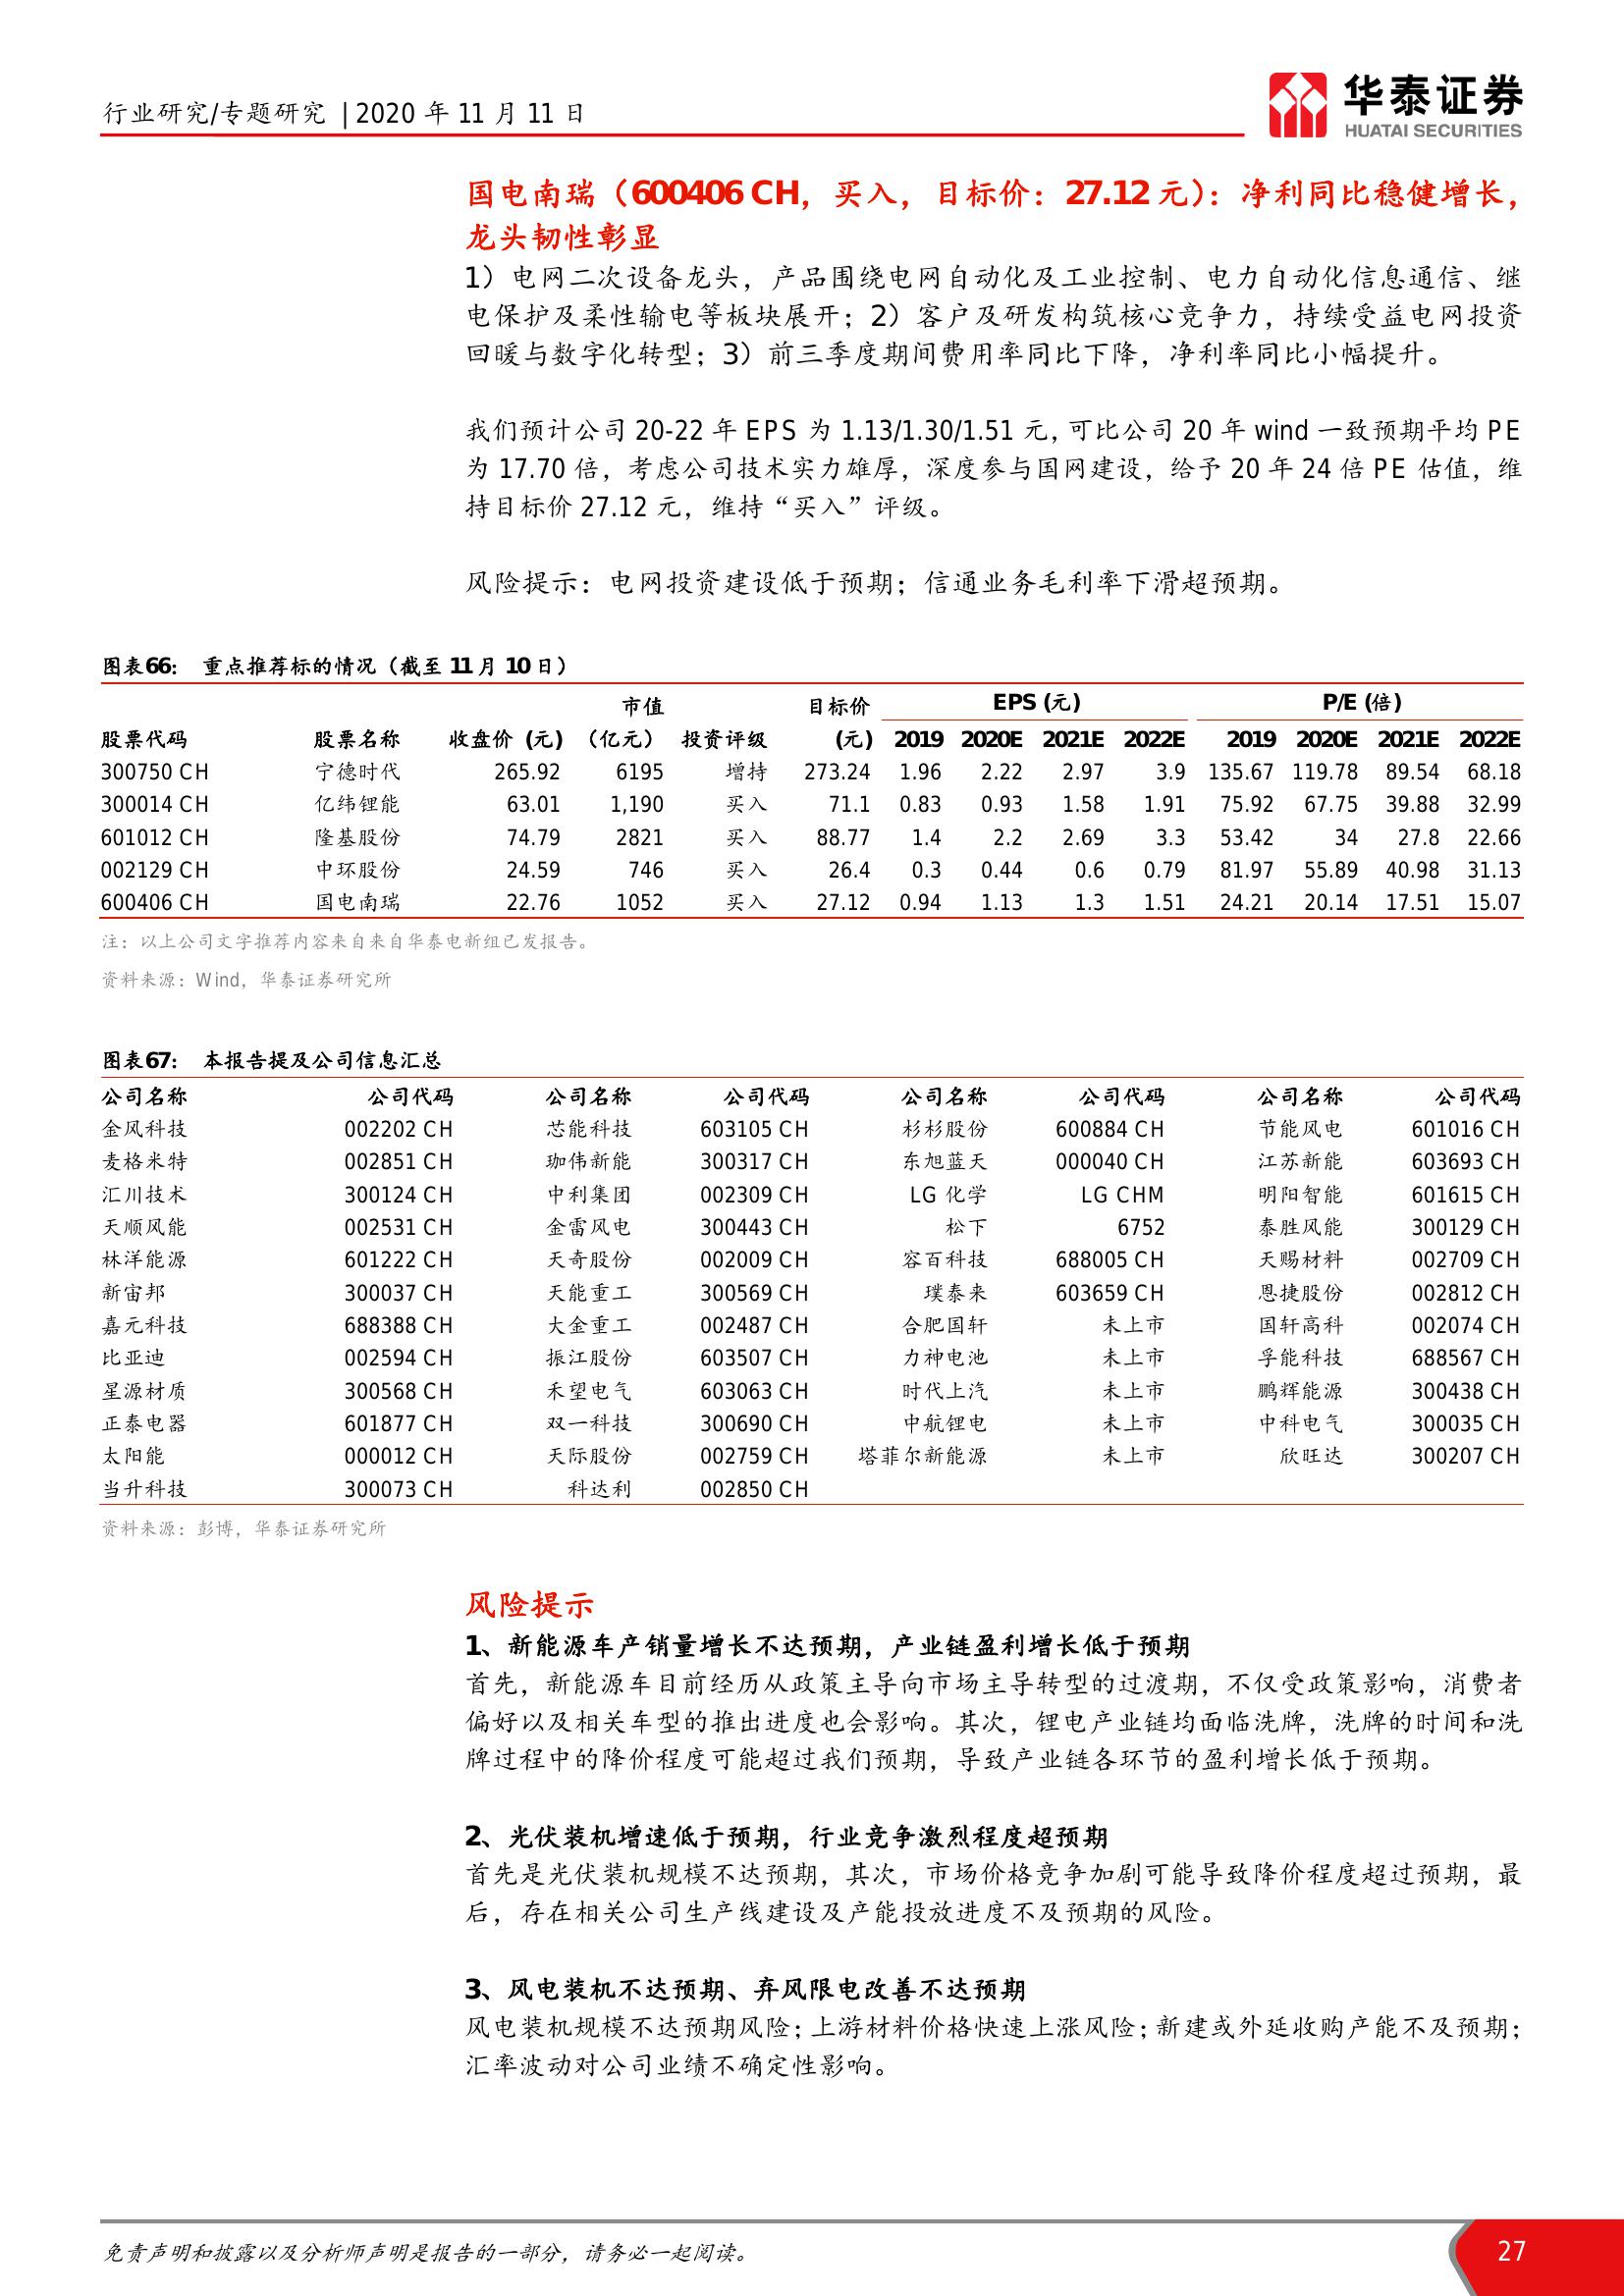 行业研究/专题研究 | 2020 年 11 月 11 日
华泰证券
HUATAI SECURITIES
国电南瑞（600406 CH，买入，目标价：27.12 元）：净利同比稳健增长，
龙头韧性彰显
1）电网二次设备龙头，产品围绕电网自动化及工业控制、电力自动化信息通信、继
电保护及柔性输电等板块展开；2）客户及研发构筑核心竞争力，持续受益电网投资
回暖与数字化转型；3）前三季度期间费用率同比下降，净利率同比小幅提升。
我们预计公司 20-22 年 EPS 为 1.13/1.30/1.51 元，可比公司 20 年 wind 一致预期平均 PE
为 17.70 倍，考虑公司技术实力雄厚，深度参与国网建设，给予 20 年 24 倍 PE 估值，维
持目标价 27.12 元，维持“买入”评级。
风险提示：电网投资建设低于预期；信通业务毛利率下滑超预期。
图表66： 重点推荐标的情况（截至 11 月 10 日）
市值 目标价 EPS (元) P/E (倍)
股票代码 股票名称 收盘价 (元) （亿元） 投资评级 (元) 2019 2020E 2021E 2022E 2019 2020E 2021E 2022E
300750 CH 宁德时代 265.92 6195 增持 273.24 1.96 2.22 2.97 3.9 135.67 119.78 89.54 68.18
300014 CH 亿纬锂能 63.01 1,190 买入 71.1 0.83 0.93 1.58 1.91 75.92 67.75 39.88 32.99
601012 CH 隆基股份 74.79 2821 买入 88.77 1.4 2.2 2.69 3.3 53.42 34 27.8 22.66
002129 CH 中环股份 24.59 746 买入 26.4 0.3 0.44 0.6 0.79 81.97 55.89 40.98 31.13
600406 CH 国电南瑞 22.76 1052 买入 27.12 0.94 1.13 1.3 1.51 24.21 20.14 17.51 15.07
注：以上公司文字推荐内容来自来自华泰电新组已发报告。
资料来源：Wind，华泰证券研究所
图表67： 本报告提及公司信息汇总
公司名称 公司代码 公司名称 公司代码 公司名称 公司代码 公司名称 公司代码
金风科技 002202 CH 芯能科技 603105 CH 杉杉股份 600884 CH 节能风电 601016 CH
麦格米特 002851 CH 珈伟新能 300317 CH 东旭蓝天 000040 CH 江苏新能 603693 CH
汇川技术 300124 CH 中利集团 002309 CH LG 化学 LG CHM 明阳智能 601615 CH
天顺风能 002531 CH 金雷风电 300443 CH 松下 6752 泰胜风能 300129 CH
林洋能源 601222 CH 天奇股份 002009 CH 容百科技 688005 CH 天赐材料 002709 CH
新宙邦 300037 CH 天能重工 300569 CH 璞泰来 603659 CH 恩捷股份 002812 CH
嘉元科技 688388 CH 大金重工 002487 CH 合肥国轩 未上市 国轩高科 002074 CH
比亚迪 002594 CH 振江股份 603507 CH 力神电池 未上市 孚能科技 688567 CH
星源材质 300568 CH 禾望电气 603063 CH 时代上汽 未上市 鹏辉能源 300438 CH
正泰电器 601877 CH 双一科技 300690 CH 中航锂电 未上市 中科电气 300035 CH
太阳能 000012 CH 天际股份 002759 CH 塔菲尔新能源 未上市 欣旺达 300207 CH
当升科技 300073 CH 科达利 002850 CH
资料来源：彭博，华泰证券研究所
风险提示
1、新能源车产销量增长不达预期，产业链盈利增长低于预期
首先，新能源车目前经历从政策主导向市场主导转型的过渡期，不仅受政策影响，消费者
偏好以及相关车型的推出进度也会影响。其次，锂电产业链均面临洗牌，洗牌的时间和洗
牌过程中的降价程度可能超过我们预期，导致产业链各环节的盈利增长低于预期。
2、光伏装机增速低于预期，行业竞争激烈程度超预期
首先是光伏装机规模不达预期，其次，市场价格竞争加剧可能导致降价程度超过预期，最
后，存在相关公司生产线建设及产能投放进度不及预期的风险。
3、风电装机不达预期、弃风限电改善不达预期
风电装机规模不达预期风险；上游材料价格快速上涨风险；新建或外延收购产能不及预期；
汇率波动对公司业绩不确定性影响。
免责声明和披露以及分析师声明是报告的一部分，请务必一起阅读。 27